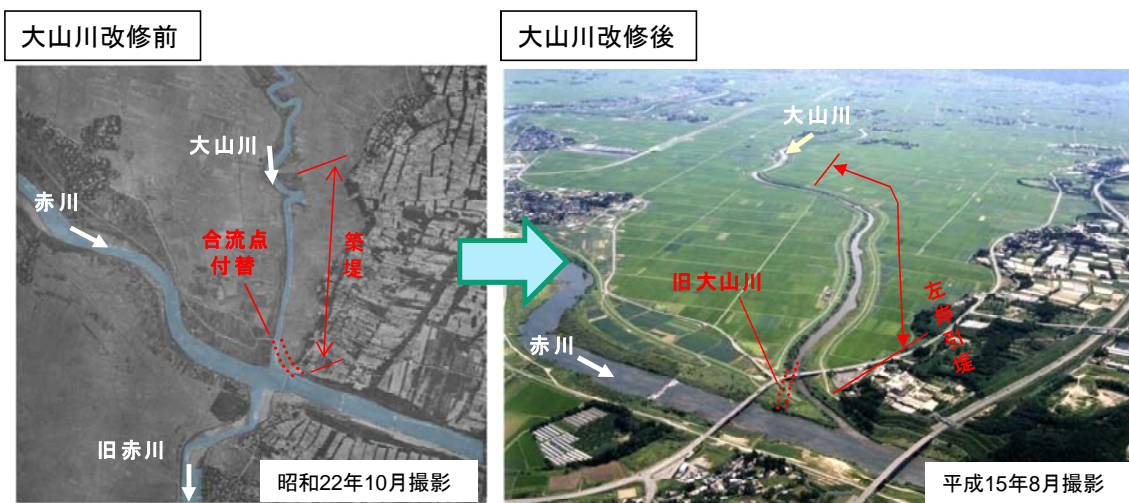 大山川改修前
大山川改修後
大山川
赤川
合流点
付替
築堤
旧赤川
昭和22年10月撮影
大山川
旧大山川
赤川
左岸引堤
平成15年8月撮影